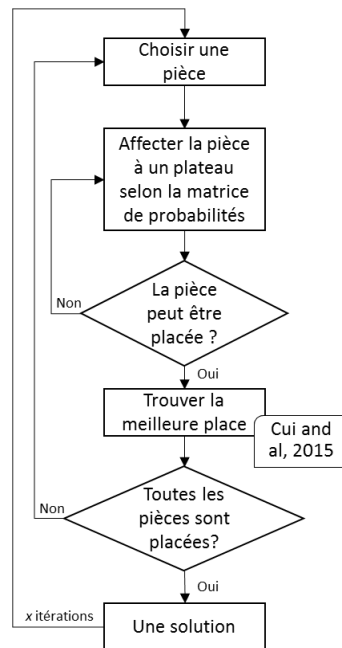 Choisir une
pièce
Affecter la pièce
à un plateau
selon la matrice
de probabilités
La pièce
peut être
placée ?
Non
Oui
Trouver la
meilleure place
Cui and
al, 2015
Toutes les
pièces sont
placées?
Non
Oui
x itérations
Une solution